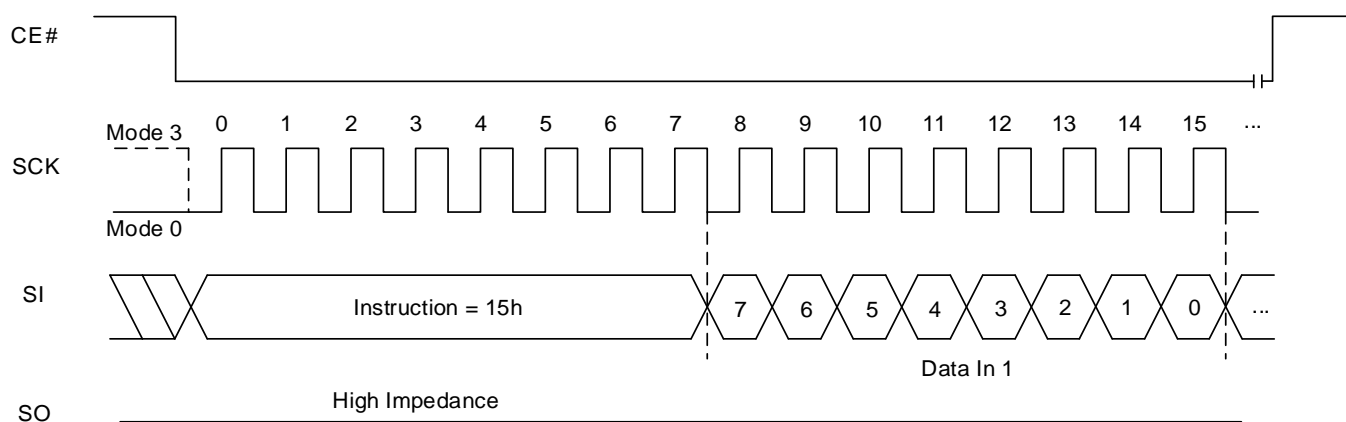 CE#
Mode 3 0 1 2 3 4 5 6 7 8 9 10 11 12 13 14 15 ...
SCK
Mode 0
SI Instruction = 15h 7 6 5 4 3 2 1 0 ...
Data In 1
High Impedance
SO